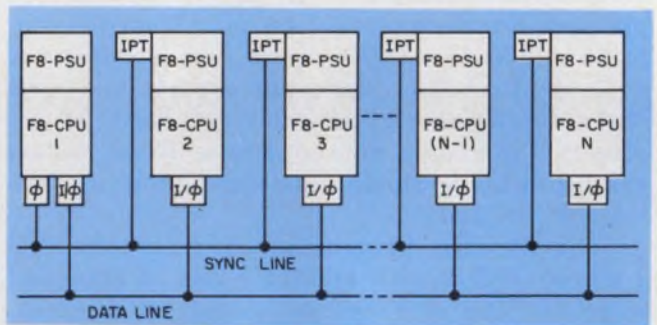 F8-PSU
F8-CPU
1
ϕ
I/ϕ
IPT
F8-PSU
F8-CPU
2
I/ϕ
IPT
F8-PSU
F8-CPU
3
I/ϕ
IPT
F8-PSU
F8-CPU
(N-1)
I/ϕ
IPT
F8-PSU
F8-CPU
N
I/ϕ
SYNC LINE
DATA LINE